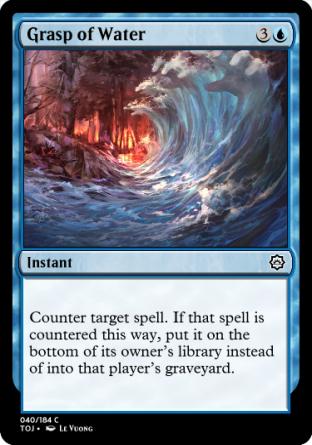 Grasp of Water 3
Instant
Counter target spell. If that spell is
countered this way, put it on the
bottom of its owner's library instead
of into that player's graveyard.
040/184 C
TOJ • Le Vuong